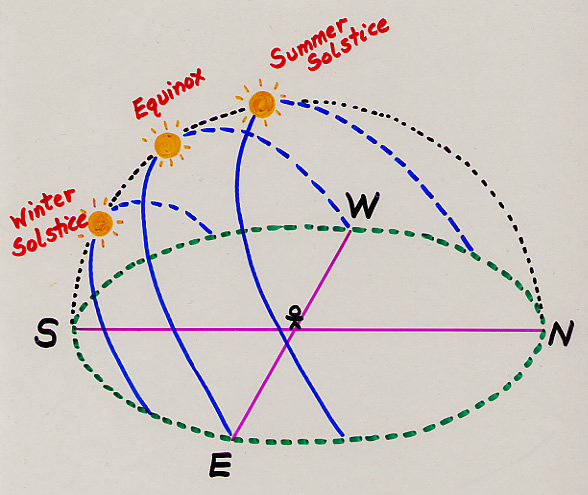 Summer
Solstice
Equinox
Winter
Solstice
W
S
N
E